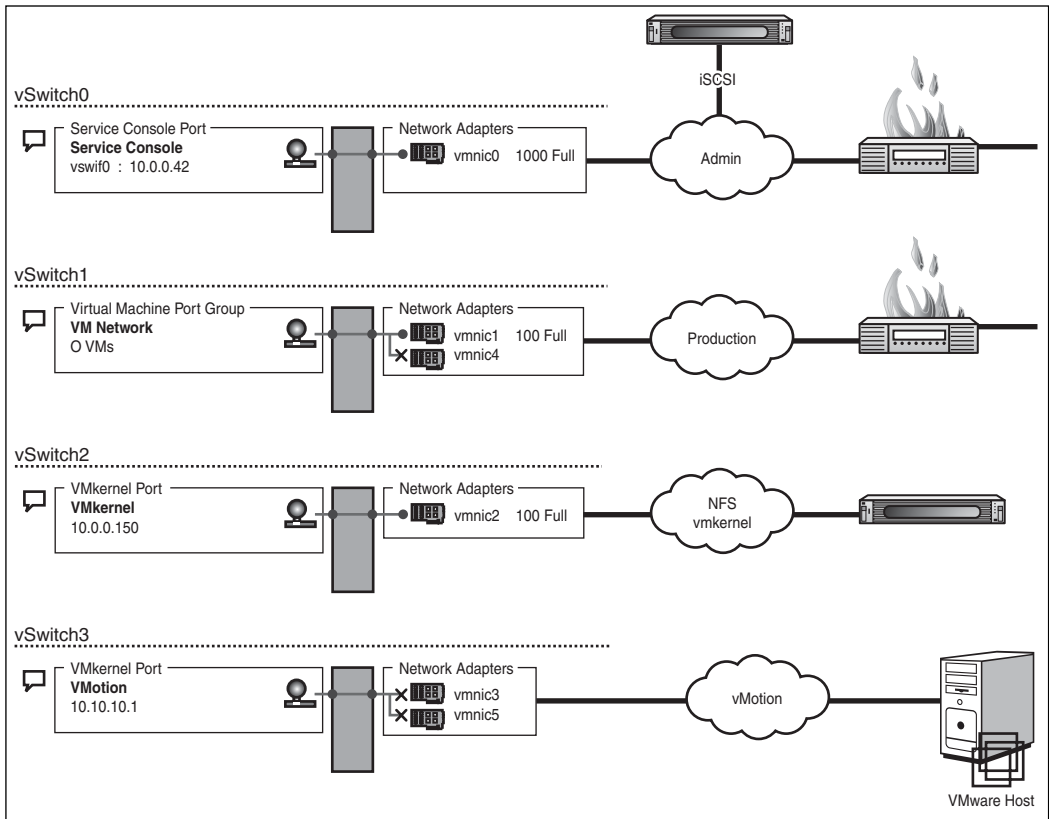 iSCSI
vSwitch0
Service Console Port
Service Console
vswif0 : 10.0.0.42
Network Adapters
vmnic0 1000 Full
Admin
vSwitch1
Virtual Machine Port Group
VM Network
O VMs
Network Adapters
vmnic1 100 Full
vmnic4
Production
vSwitch2
VMkernel Port
VMkernel
10.0.0.150
Network Adapters
vmnic2 100 Full
NFS
vmkernel
vSwitch3
VMkernel Port
VMotion
10.10.10.1
Network Adapters
vmnic3
vmnic5
vMotion
VMware Host